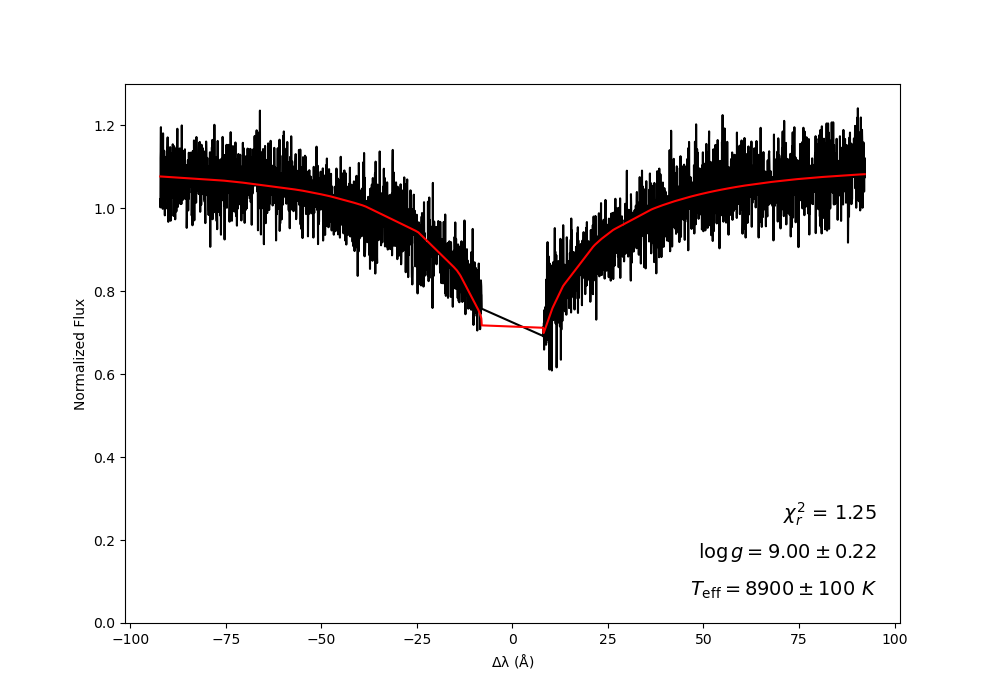 1.2
1.0
0.8
0.6
0.4
0.2
0.0
Normalized Flux
χ²ᵣ = 1.25
log g = 9.00 ± 0.22
T_eff = 8900 ± 100 K
−100 −75 −50 −25 0 25 50 75 100
Δλ (Å)